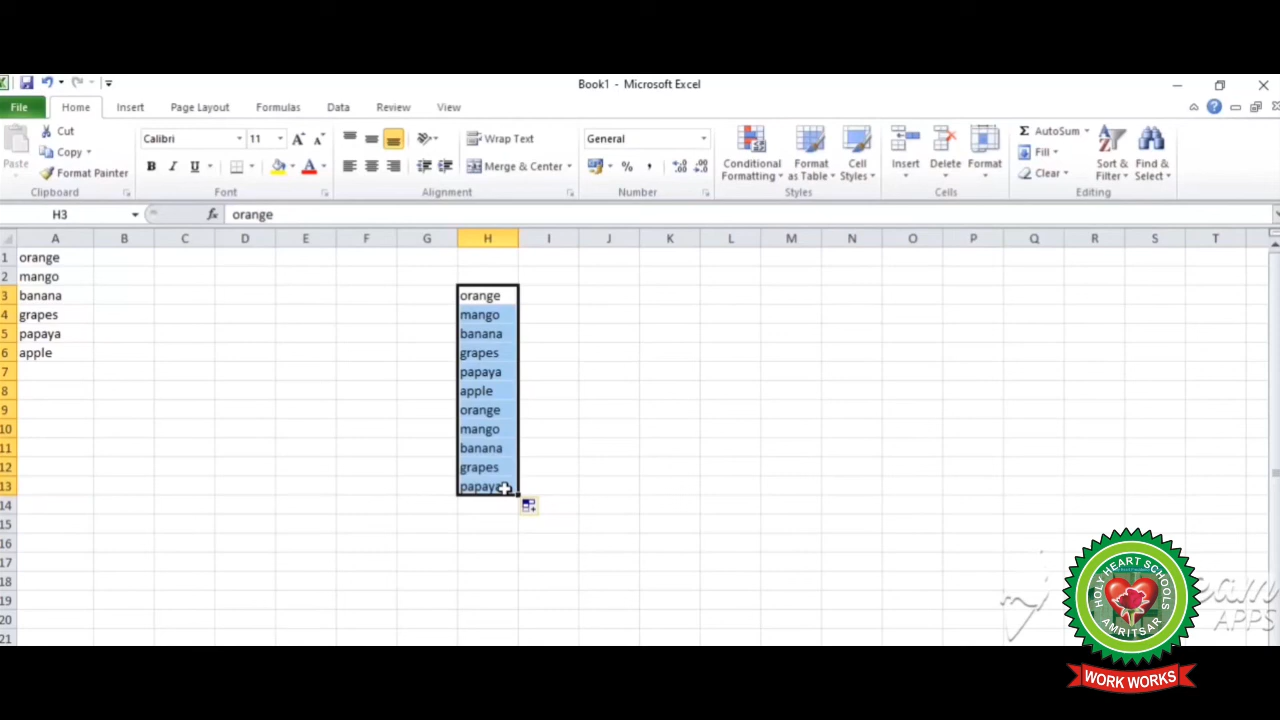 Book1 - Microsoft Excel
File Home Insert Page Layout Formulas Data Review View
Paste
Cut
Copy
Format Painter
Clipboard
Calibri 11 A A
B I U A
Font
Wrap Text
Merge & Center
Alignment
General
% ,
Number
Conditional Formatting
Format as Table
Cell Styles
Styles
Insert Delete Format
Cells
Σ AutoSum
Fill
Clear
Sort & Filter
Find & Select
Editing
H3 fx orange
A B C D E F G H I J K L M N O P Q R S T
1 orange
2 mango
3 banana orange
4 grapes mango
5 papaya banana
6 apple grapes
7 papaya
8 apple
9 orange
10 mango
11 banana
12 grapes
13 papaya
14
15
16
17
18
19
20
21
HOLY HEART SCHOOLS
AMRITSAR
WORK WORKS
APPS